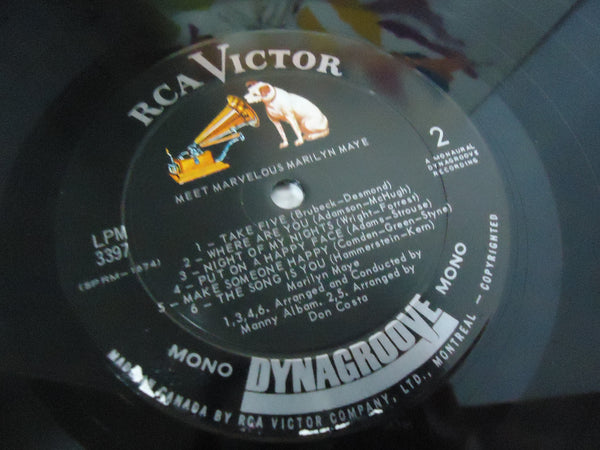 RCA VICTOR
MEET MARVELOUS MARILYN MAYE
2
A MONAURAL
DYNAGROOVE
RECORDING
LPM
3397
1 – TAKE FIVE (Brubeck–Desmond)
2 – WHERE ARE YOU (Adamson–McHugh)
3 – NIGHT OF MY NIGHTS (Wright–Forrest)
4 – PUT ON A HAPPY FACE (Adams–Strouse)
5 – MAKE SOMEONE HAPPY (Comden–Green–Styne)
6 – THE SONG IS YOU (Hammerstein–Kern)
Marilyn Maye
1,3,4,6, Arranged and Conducted by
Manny Albam, 2,5, Arranged by
Don Costa
MONO
DYNAGROOVE
MONO
MADE IN CANADA BY RCA VICTOR COMPANY, LTD., MONTREAL – COPYRIGHTED